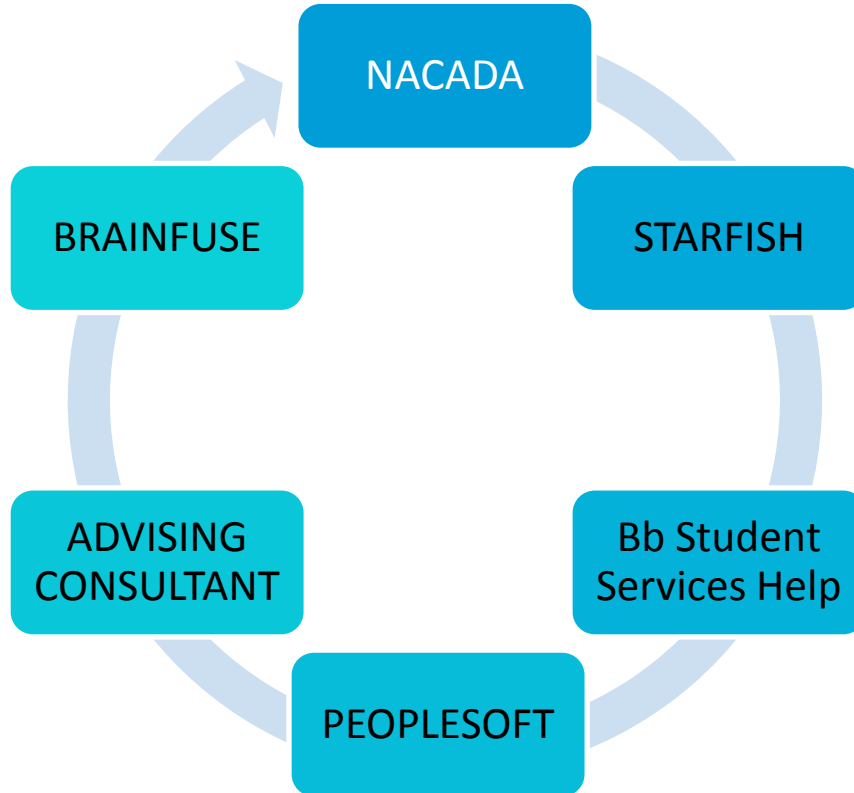 NACADA
STARFISH
Bb Student
Services Help
PEOPLESOFT
ADVISING
CONSULTANT
BRAINFUSE